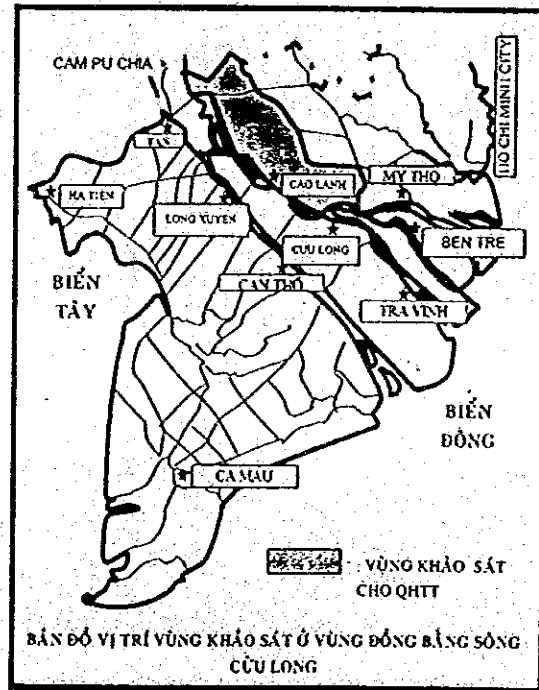 CAM PU CHIA
HO CHI MINH CITY
HA TIEN
LONG XUYEN
CAO LANH
MY THO
CUU LONG
BEN TRE
CAN THO
TRA VINH
BIỂN
TÂY
BIỂN
ĐÔNG
CA MAU
: VÙNG KHẢO SÁT
CHO QHTT
BẢN ĐỒ VỊ TRÍ VÙNG KHẢO SÁT Ở VÙNG ĐỒNG BẰNG SÔNG
CỬU LONG